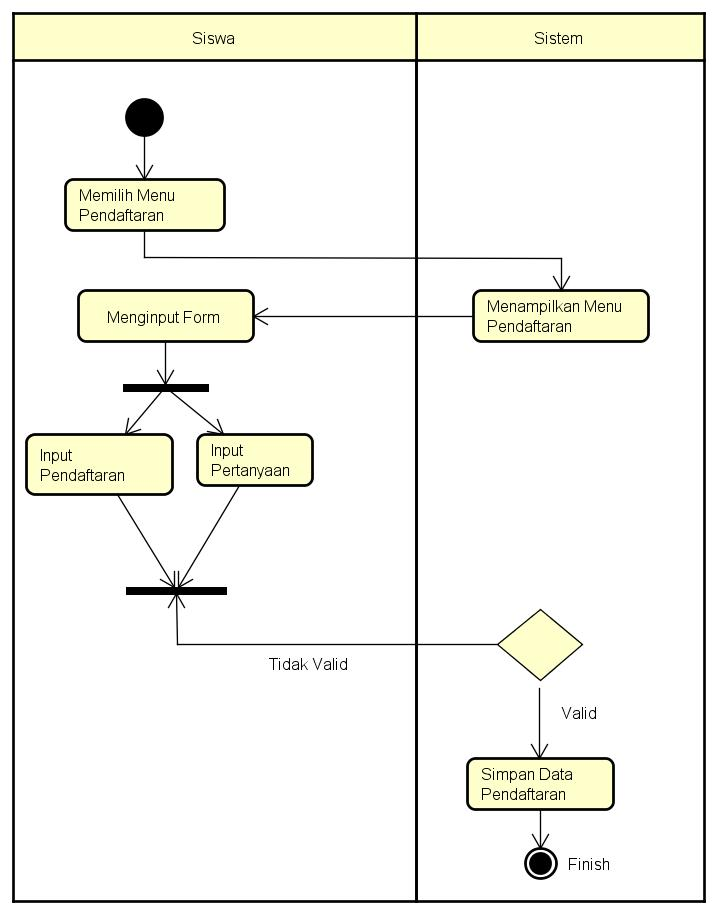 Siswa
Sistem
Memilih Menu
Pendaftaran
Menampilkan Menu
Pendaftaran
Menginput Form
Input
Pendaftaran
Input
Pertanyaan
Tidak Valid
Valid
Simpan Data
Pendaftaran
Finish